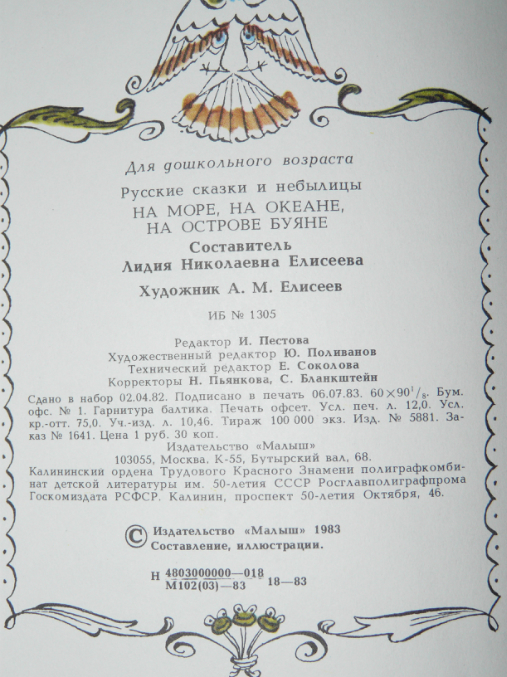 Для дошкольного возраста
Русские сказки и небылицы
НА МОРЕ, НА ОКЕАНЕ,
НА ОСТРОВЕ БУЯНЕ
Составитель
Лидия Николаевна Елисеева
Художник А. М. Елисеев
ИБ № 1305
Редактор И. Пестова
Художественный редактор Ю. Поливанов
Технический редактор Е. Соколова
Корректоры Н. Пьянкова, С. Бланкштейн
Сдано в набор 02.04.82. Подписано в печать 06.07.83. 60×90¹/₈. Бум.
офс. № 1. Гарнитура балтика. Печать офсет. Усл. печ. л. 12,0. Усл.
кр.-отт. 75,0. Уч.-изд. л. 10,46. Тираж 100 000 экз. Изд. № 5881. За-
каз № 1641. Цена 1 руб. 30 коп.
Издательство «Малыш»
103055, Москва, К-55, Бутырский вал, 68.
Калининский ордена Трудового Красного Знамени полиграфкомби-
нат детской литературы им. 50-летия СССР Росглавполиграфпрома
Госкомиздата РСФСР. Калинин, проспект 50-летия Октября, 46.
© Издательство «Малыш» 1983
Составление, иллюстрации.
Н 4803000000—018
М102(03)—83 18—83